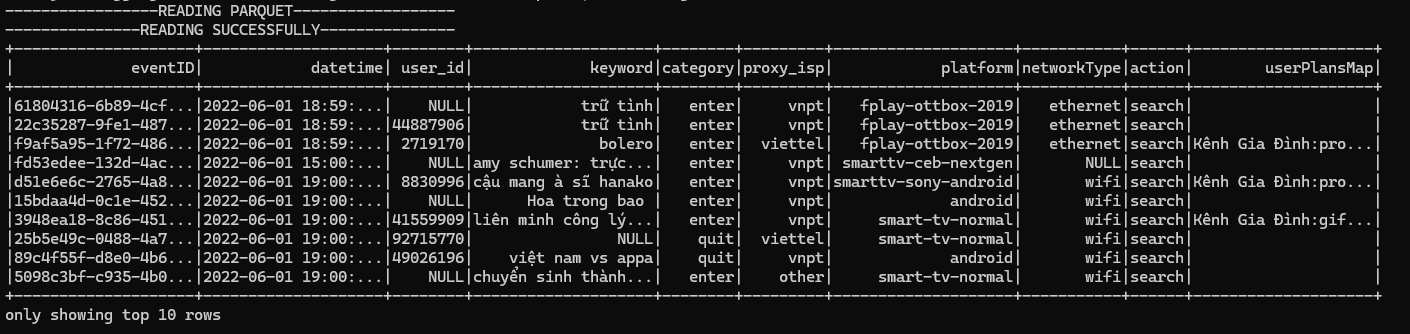 -----------------READING PARQUET------------------
---------------READING SUCCESSFULLY---------------
+--------------------+--------------------+--------+--------------------+--------+---------+--------------------+-----------+------+--------------------+
|             eventID|            datetime| user_id|             keyword|category|proxy_isp|            platform|networkType|action|        userPlansMap|
+--------------------+--------------------+--------+--------------------+--------+---------+--------------------+-----------+------+--------------------+
|61804316-6b89-4cf...|2022-06-01 18:59:...|    NULL|            trữ tình|   enter|     vnpt|   fplay-ottbox-2019|   ethernet|search|                    |
|22c35287-9fe1-487...|2022-06-01 18:59:...|44887906|            trữ tình|   enter|     vnpt|   fplay-ottbox-2019|   ethernet|search|                    |
|f9af5a95-1f72-486...|2022-06-01 18:59:...| 2719170|              bolero|   enter|  viettel|   fplay-ottbox-2019|   ethernet|search|Kênh Gia Đình:pro...|
|fd53edee-132d-4ac...|2022-06-01 15:00:...|    NULL|amy schumer: trực...|   enter|     vnpt| smarttv-ceb-nextgen|       NULL|search|                    |
|d51e6e6c-2765-4a8...|2022-06-01 19:00:...| 8830996|cậu mang à sĩ hanako|   enter|     vnpt|smarttv-sony-android|       wifi|search|Kênh Gia Đình:pro...|
|15bdaa4d-0c1e-452...|2022-06-01 19:00:...|    NULL|      Hoa trong bao |   enter|     vnpt|             android|       wifi|search|                    |
|3948ea18-8c86-451...|2022-06-01 19:00:...|41559909|liên minh công lý...|   enter|     vnpt|     smart-tv-normal|       wifi|search|Kênh Gia Đình:gif...|
|25b5e49c-0488-4a7...|2022-06-01 19:00:...|92715770|                NULL|    quit|  viettel|     smart-tv-normal|       wifi|search|                    |
|89c4f55f-d8e0-4b6...|2022-06-01 19:00:...|49026196|    việt nam vs appa|    quit|     vnpt|             android|       wifi|search|                    |
|5098c3bf-c935-4b0...|2022-06-01 19:00:...|    NULL|chuyển sinh thành...|   enter|    other|     smart-tv-normal|       wifi|search|                    |
+--------------------+--------------------+--------+--------------------+--------+---------+--------------------+-----------+------+--------------------+
only showing top 10 rows